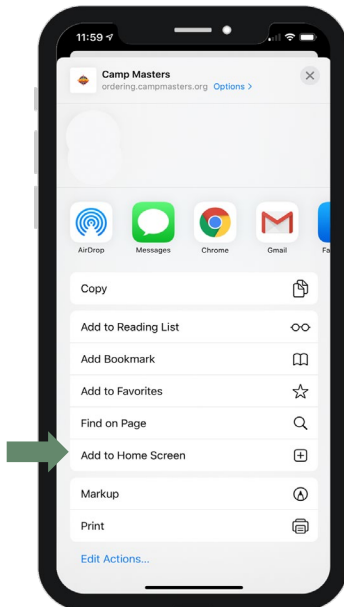 11:59
Camp Masters
ordering.campmasters.org Options >
AirDrop Messages Chrome Gmail Fa
Copy
Add to Reading List
Add Bookmark
Add to Favorites
Find on Page
Add to Home Screen
Markup
Print
Edit Actions...